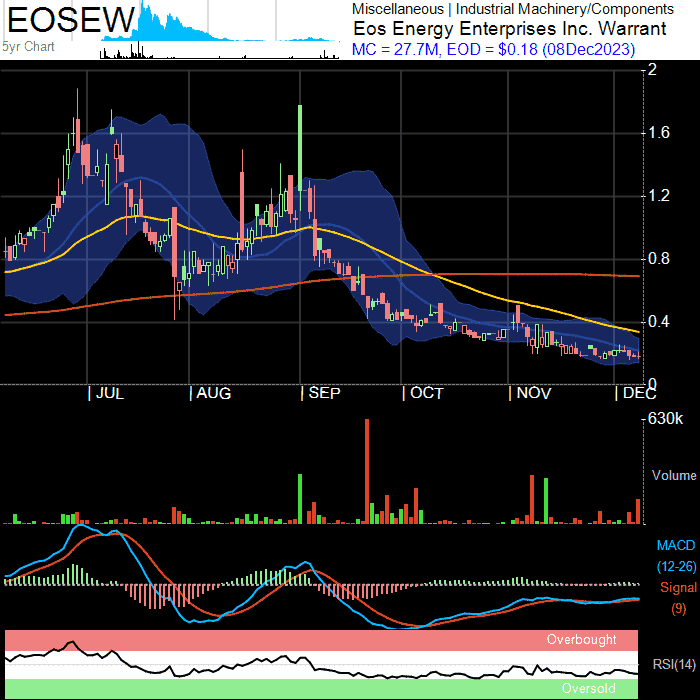 EOSEW
5yr Chart
Miscellaneous | Industrial Machinery/Components
Eos Energy Enterprises Inc. Warrant
MC = 27.7M, EOD = $0.18 (08Dec2023)
2
1.6
1.2
0.8
0.4
0
| JUL | AUG | SEP | OCT | NOV | DEC
630k
Volume
MACD
(12-26)
Signal
(9)
Overbought
RSI(14)
Oversold